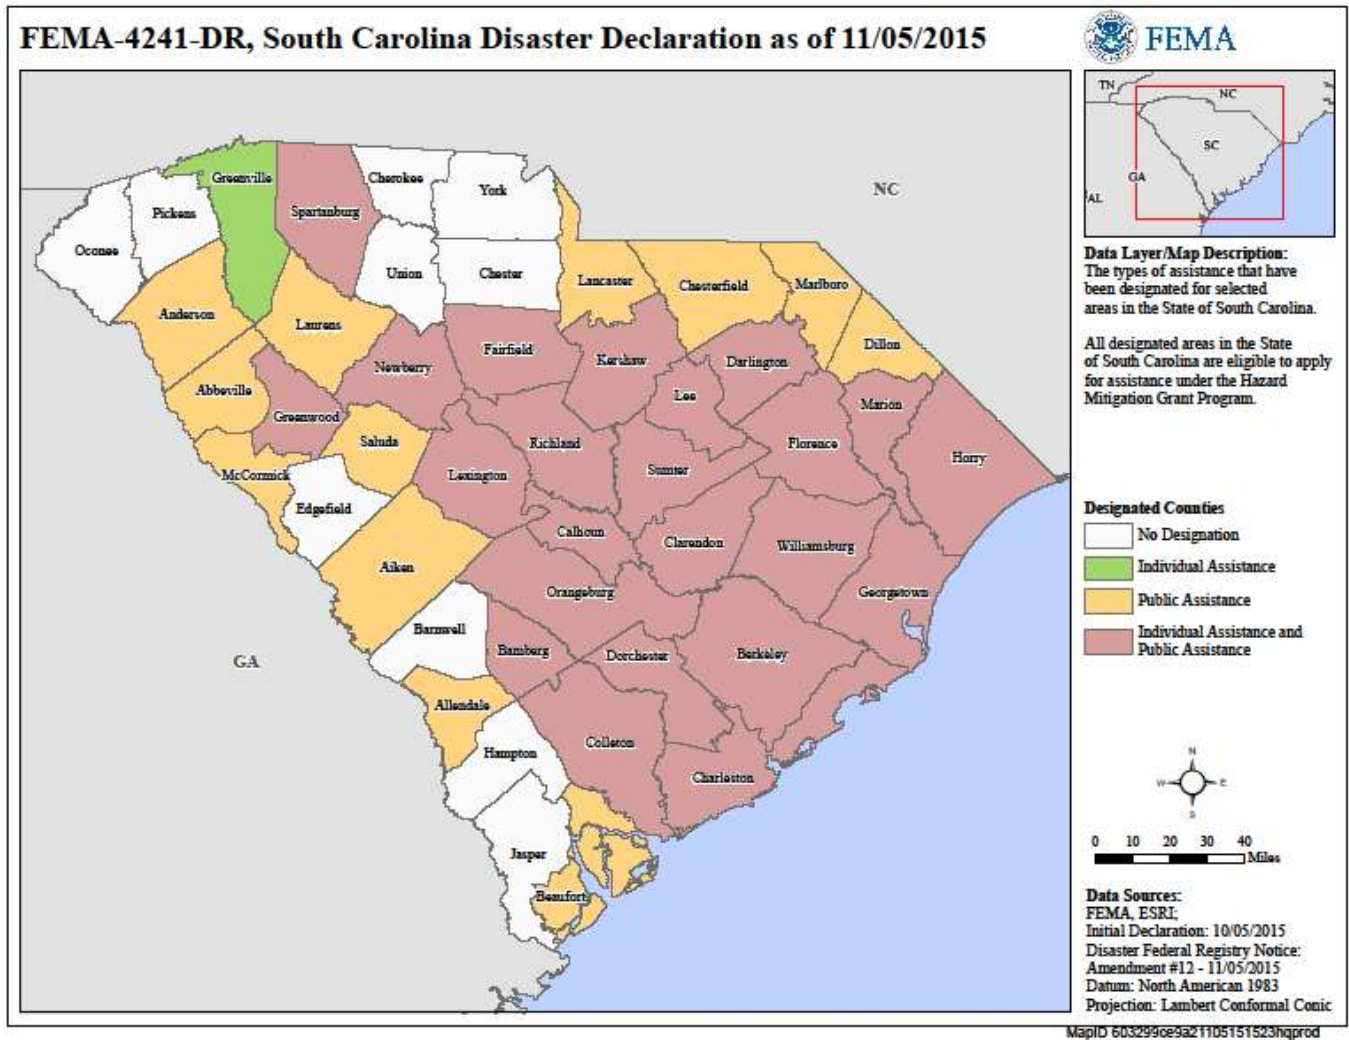 FEMA-4241-DR, South Carolina Disaster Declaration as of 11/05/2015
FEMA
TN
NC
SC
GA
AL
NC
GA
Greenville
Spartanburg
Cherokee
York
Pickens
Oconee
Union
Chester
Lancaster
Chesterfield
Marlboro
Anderson
Laurens
Dillon
Fairfield
Kershaw
Darlington
Newberry
Abbeville
Lee
Marion
Greenwood
Saluda
Richland
Florence
Horry
McCormick
Lexington
Sumter
Edgefield
Calhoun
Clarendon
Williamsburg
Aiken
Orangeburg
Georgetown
Barnwell
Bamberg
Dorchester
Berkeley
Allendale
Hampton
Colleton
Charleston
Jasper
Beaufort
Data Layer/Map Description:
The types of assistance that have
been designated for selected
areas in the State of South Carolina.
All designated areas in the State
of South Carolina are eligible to apply
for assistance under the Hazard
Mitigation Grant Program.
Designated Counties
No Designation
Individual Assistance
Public Assistance
Individual Assistance and
Public Assistance
N
W
E
S
0 10 20 30 40
Miles
Data Sources:
FEMA, ESRI;
Initial Declaration: 10/05/2015
Disaster Federal Registry Notice:
Amendment #12 - 11/05/2015
Datum: North American 1983
Projection: Lambert Conformal Conic
MapID 603299ce9a21105151523hqprod